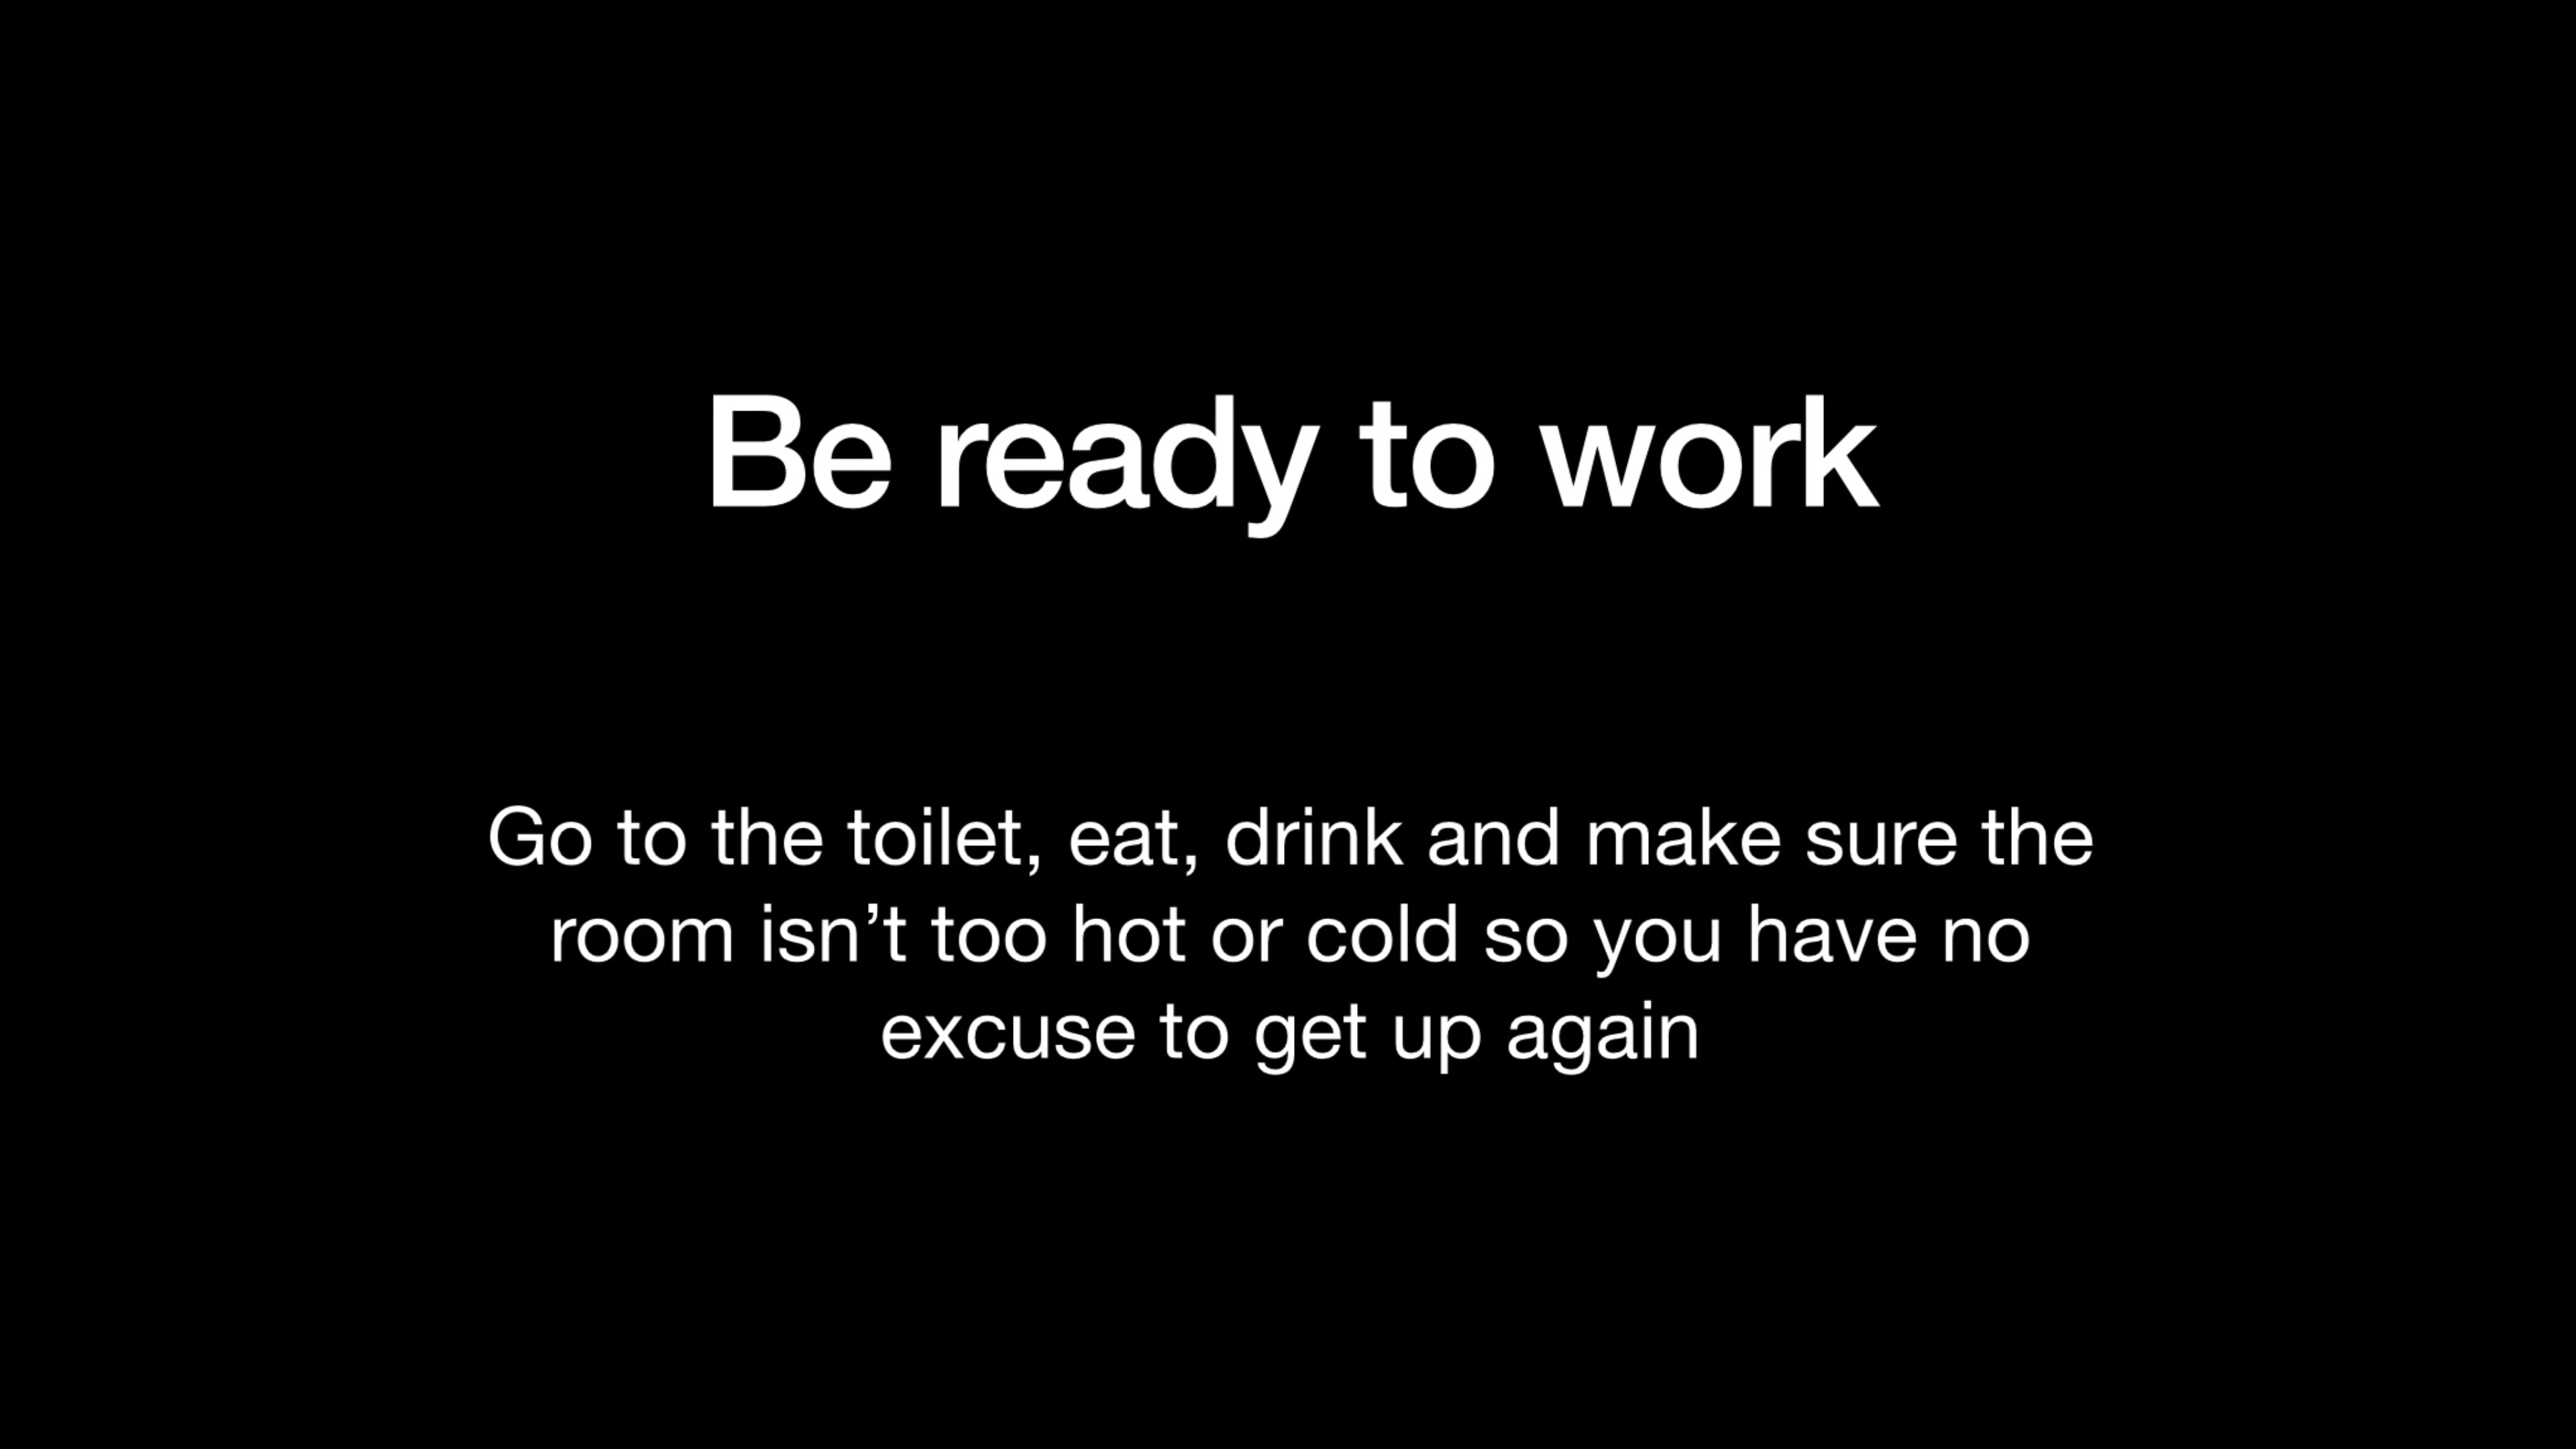 Be ready to work
Go to the toilet, eat, drink and make sure the
room isn’t too hot or cold so you have no
excuse to get up again